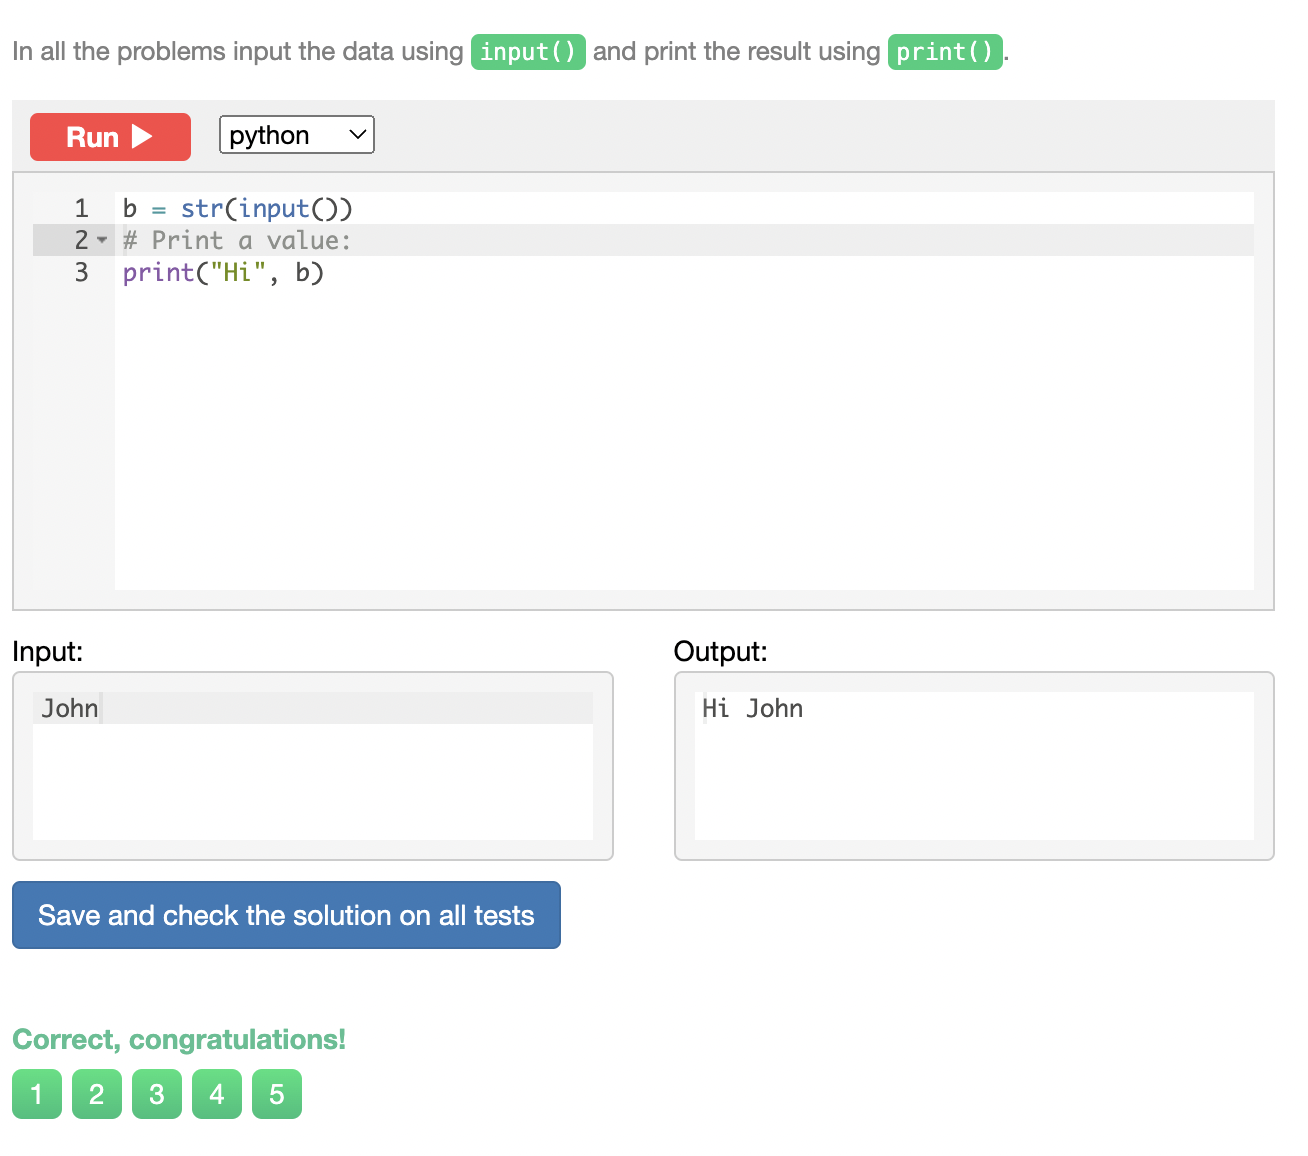 In all the problems input the data using input() and print the result using print().
Run
python
1 b = str(input())
2 # Print a value:
3 print("Hi", b)
Input:
Output:
John
Hi John
Save and check the solution on all tests
Correct, congratulations!
1 2 3 4 5